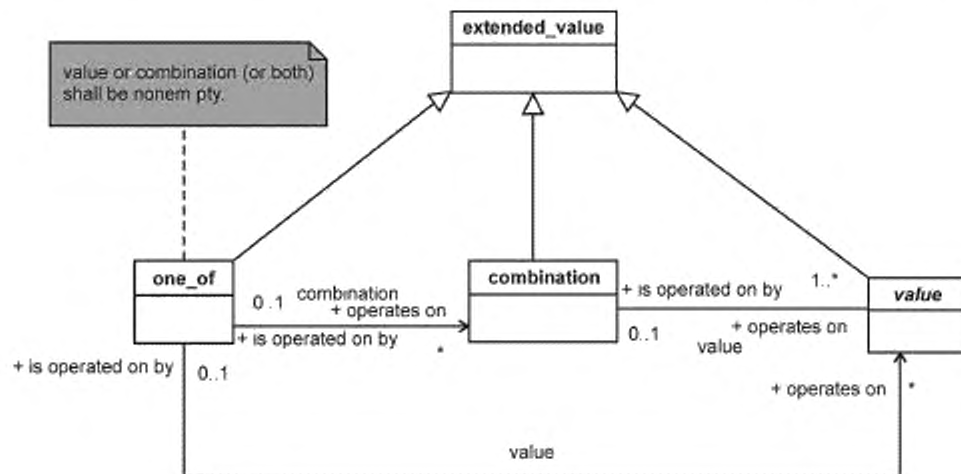 extended_value
value or combination (or both)
shall be nonem pty.
one_of
combination
value
0..1
combination
+ operates on
+ is operated on by
*
+ is operated on by
1..*
0..1
+ operates on
value
+ is operated on by
0..1
+ operates on
*
value